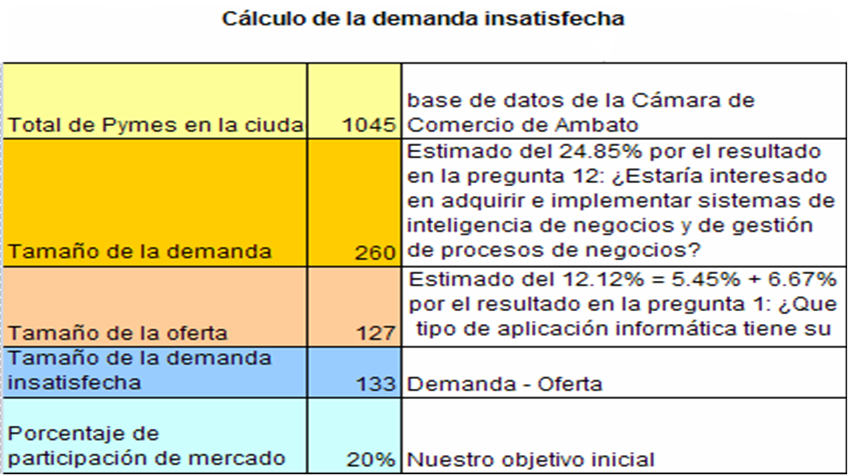 Cálculo de la demanda insatisfecha
base de datos de la Cámara de
Total de Pymes en la ciuda 1045 Comercio de Ambato
Estimado del 24.85% por el resultado
en la pregunta 12: ¿Estaría interesado
en adquirir e implementar sistemas de
inteligencia de negocios y de gestión
Tamaño de la demanda 260 de procesos de negocios?
Estimado del 12.12% = 5.45% + 6.67%
por el resultado en la pregunta 1: ¿Que
Tamaño de la oferta 127 tipo de aplicación informática tiene su
Tamaño de la demanda
insatisfecha 133 Demanda - Oferta
Porcentaje de
participación de mercado 20% Nuestro objetivo inicial